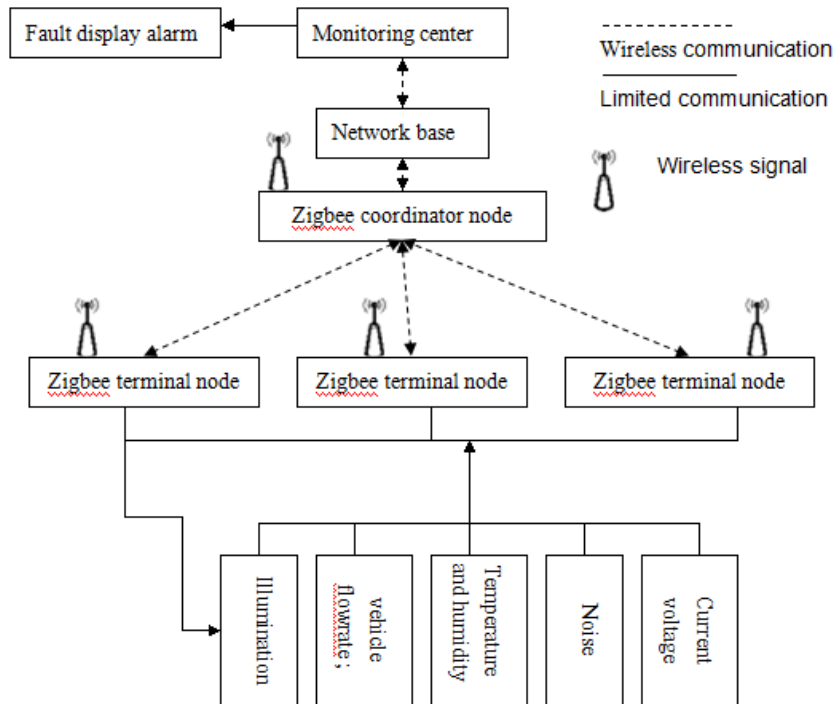 Fault display alarm
Monitoring center
Wireless communication
Limited communication
Network base
Wireless signal
Zigbee coordinator node
Zigbee terminal node
Zigbee terminal node
Zigbee terminal node
Illumination
vehicle
flowrate;
Temperature
and humidity
Noise
Current
voltage